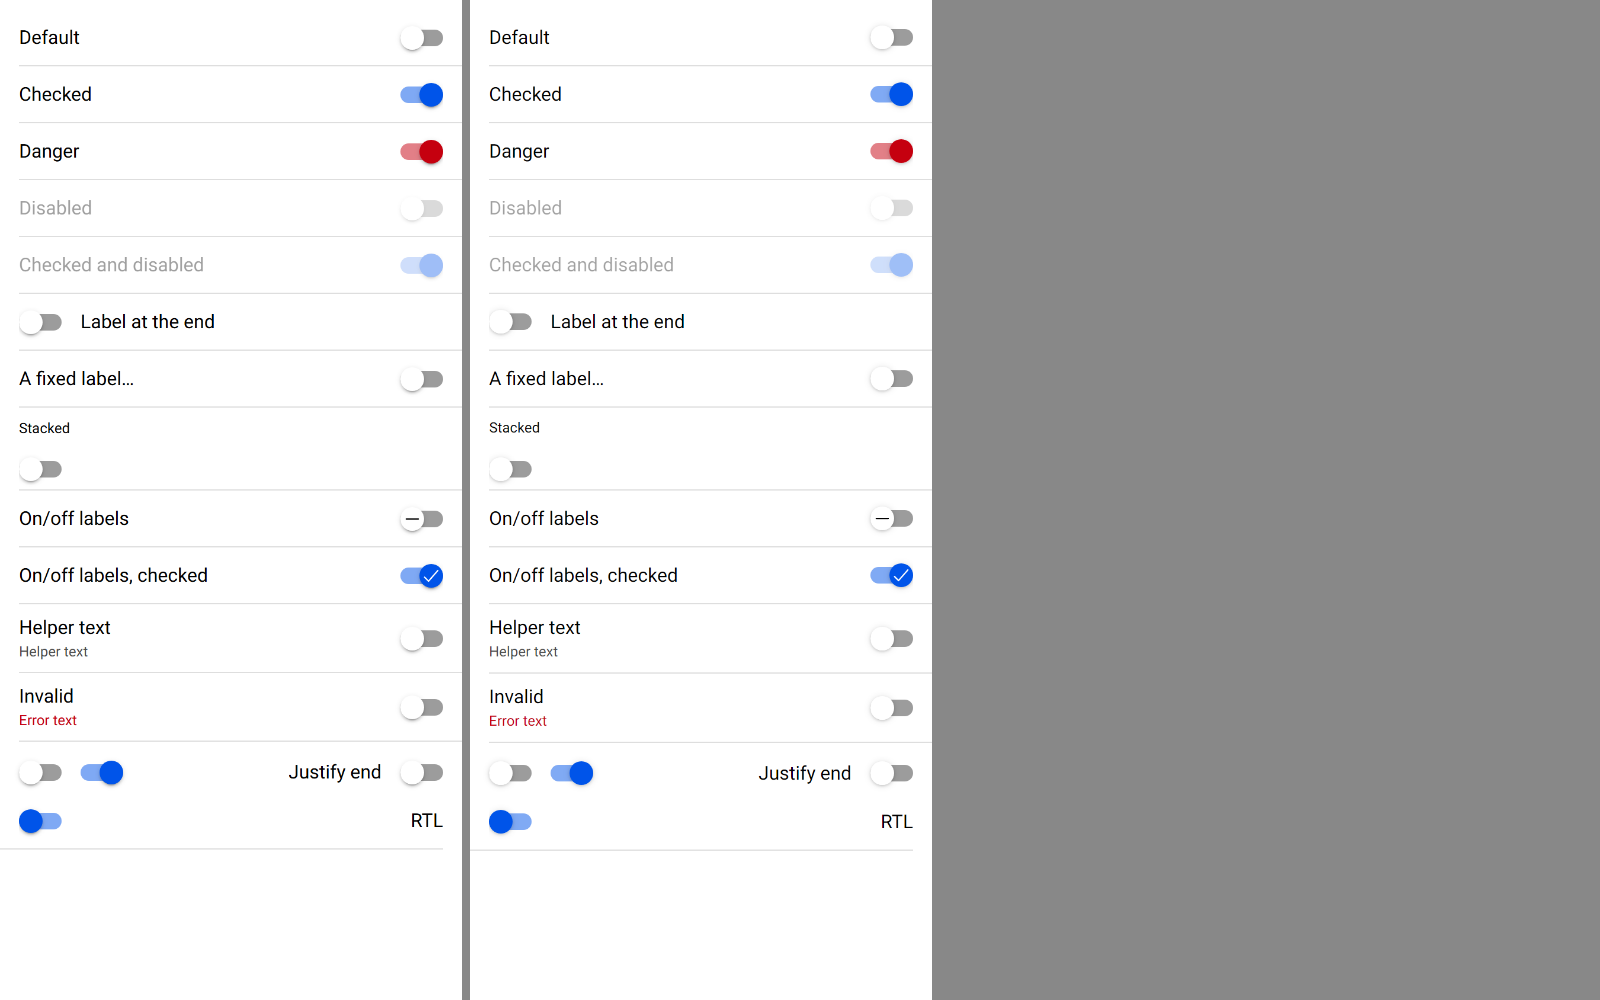 Default
Checked
Danger
Disabled
Checked and disabled
Label at the end
A fixed label...
Stacked
On/off labels
On/off labels, checked
Helper text
Helper text
Invalid
Error text
Justify end
RTL
Default
Checked
Danger
Disabled
Checked and disabled
Label at the end
A fixed label...
Stacked
On/off labels
On/off labels, checked
Helper text
Helper text
Invalid
Error text
Justify end
RTL